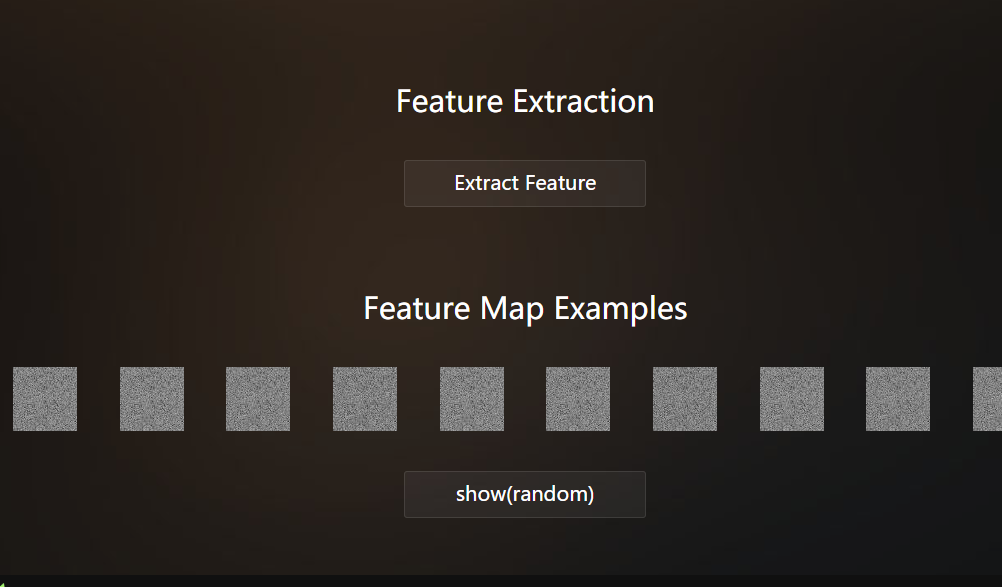 Feature Extraction
Extract Feature
Feature Map Examples
show(random)